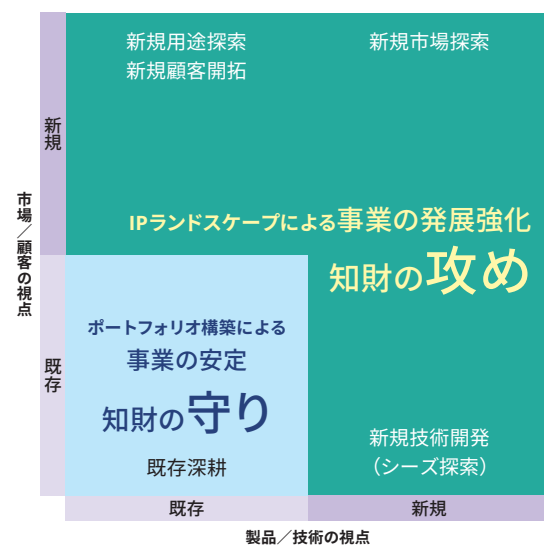 新規用途探索
新規顧客開拓
新規市場探索
新規
市場／顧客の視点
IPランドスケープによる事業の発展強化
知財の攻め
ポートフォリオ構築による
事業の安定
知財の守り
既存深耕
既存
新規技術開発
（シーズ探索）
既存
新規
製品／技術の視点